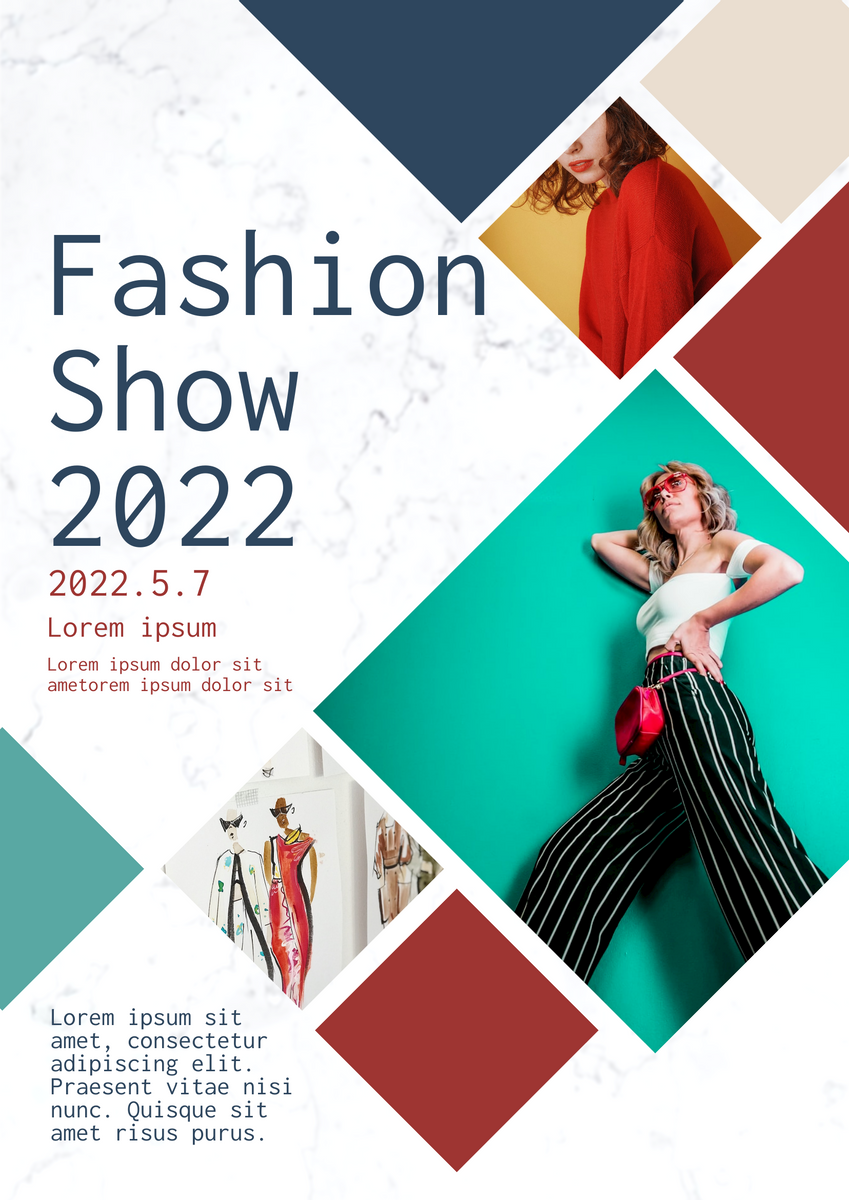 Fashion
Show
2022
2022.5.7
Lorem ipsum
Lorem ipsum dolor sit
ametorem ipsum dolor sit
Lorem ipsum sit
amet, consectetur
adipiscing elit.
Praesent vitae nisi
nunc. Quisque sit
amet risus purus.